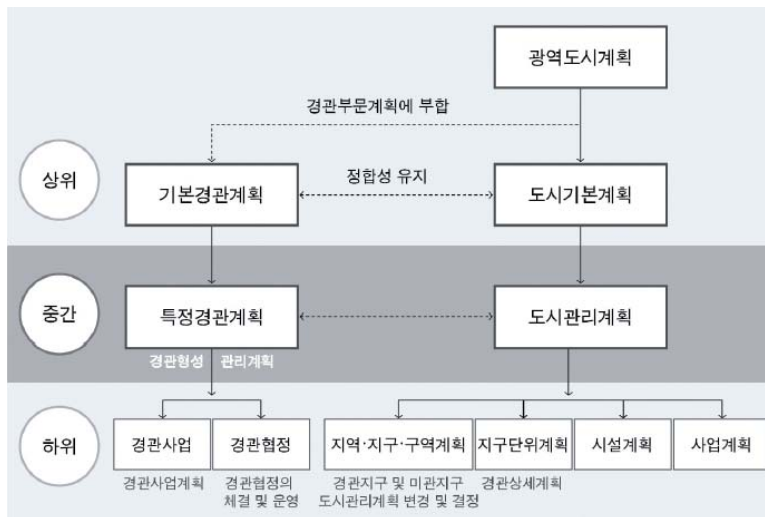 광역도시계획
경관부문계획에 부합
상위
기본경관계획
정합성 유지
도시기본계획
중간
특정경관계획
도시관리계획
경관형성
관리계획
하위
경관사업
경관협정
지역·지구·구역계획
지구단위계획
시설계획
사업계획
경관사업계획
경관협정의
체결 및 운영
경관지구 및 미관지구
도시관리계획 변경 및 결정
경관상세계획